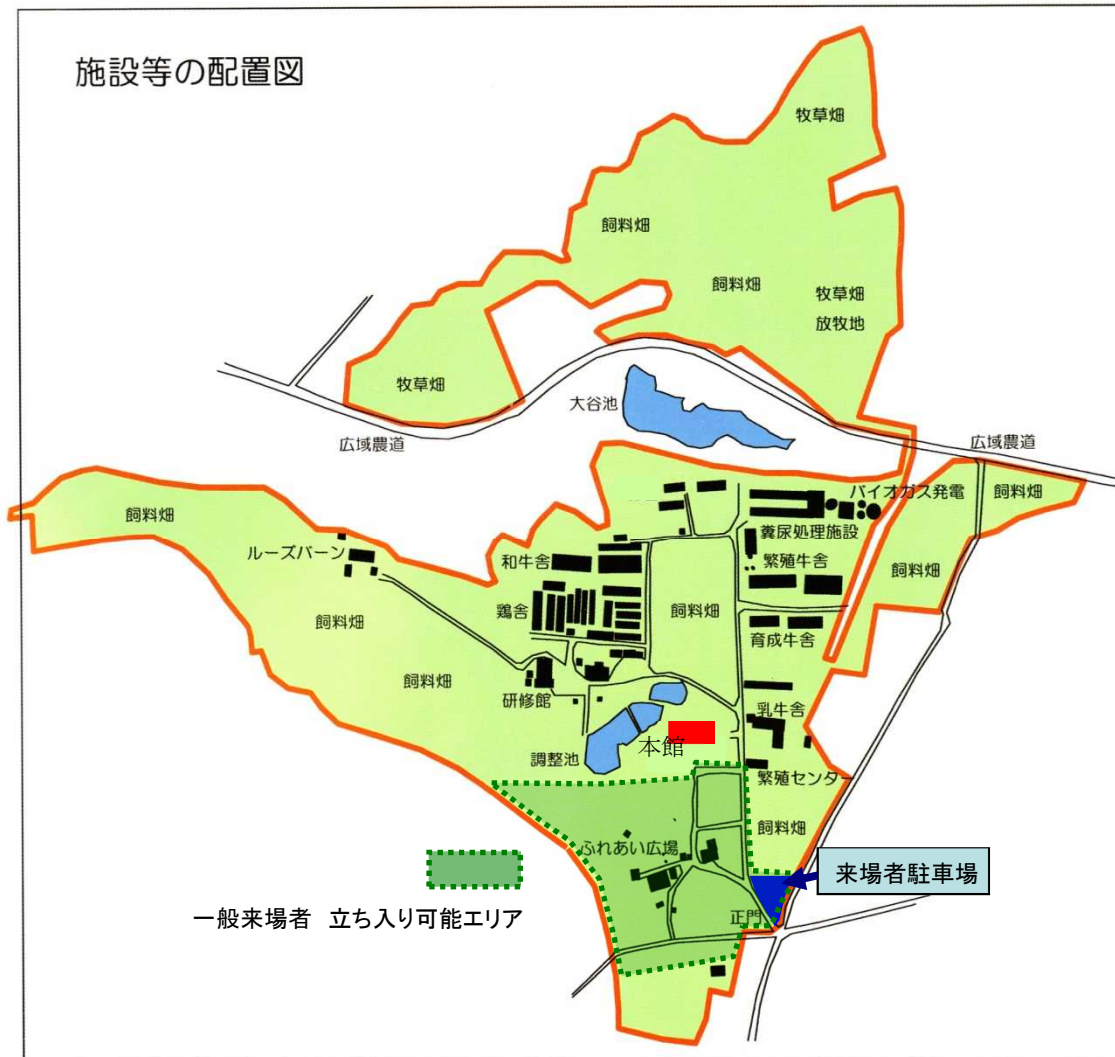 施設等の配置図
牧草畑
飼料畑
飼料畑
牧草畑
放牧地
牧草畑
大谷池
広域農道
広域農道
飼料畑
バイオガス発電
飼料畑
糞尿処理施設
ルーズバーン
和牛舎
繁殖牛舎
飼料畑
鶏舎
飼料畑
飼料畑
育成牛舎
飼料畑
研修館
乳牛舎
本館
調整池
繁殖センター
飼料畑
ふれあい広場
来場者駐車場
一般来場者 立ち入り可能エリア
正門